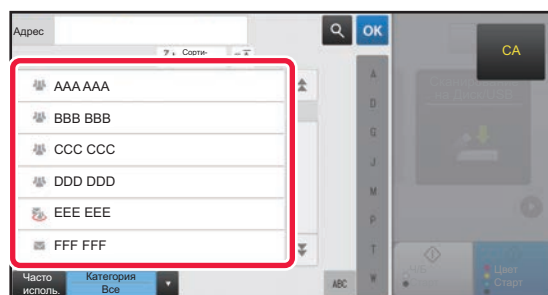 Адрес
OK
CA
Сорти-
AAA AAA
BBB BBB
CCC CCC
DDD DDD
EEE EEE
FFF FFF
A
D
G
J
M
P
T
W
ABC
Часто
исполь.
Категория
Все
Цвет
Старт